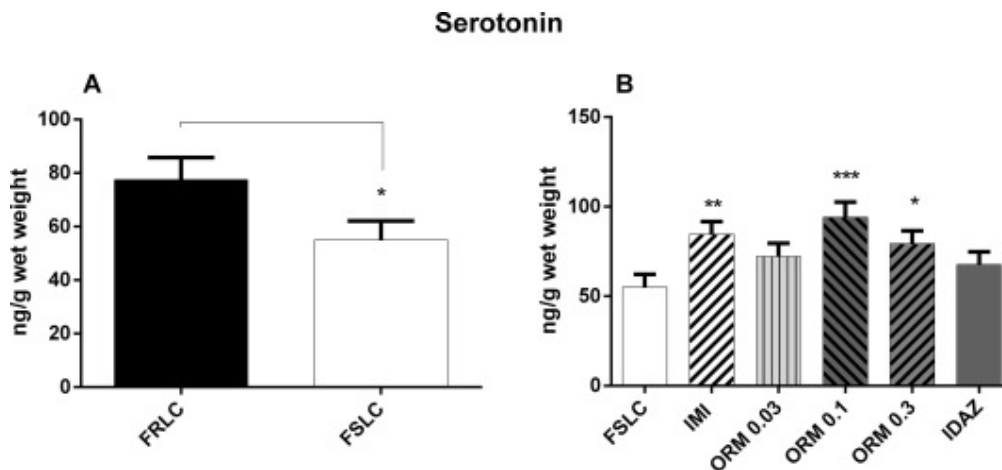 Serotonin
A
ng/g wet weight
100
80
60
40
20
0
*
FRLC
FSLC
B
ng/g wet weight
150
100
50
0
**
***
*
FSLC
IMI
ORM 0.03
ORM 0.1
ORM 0.3
IDAZ